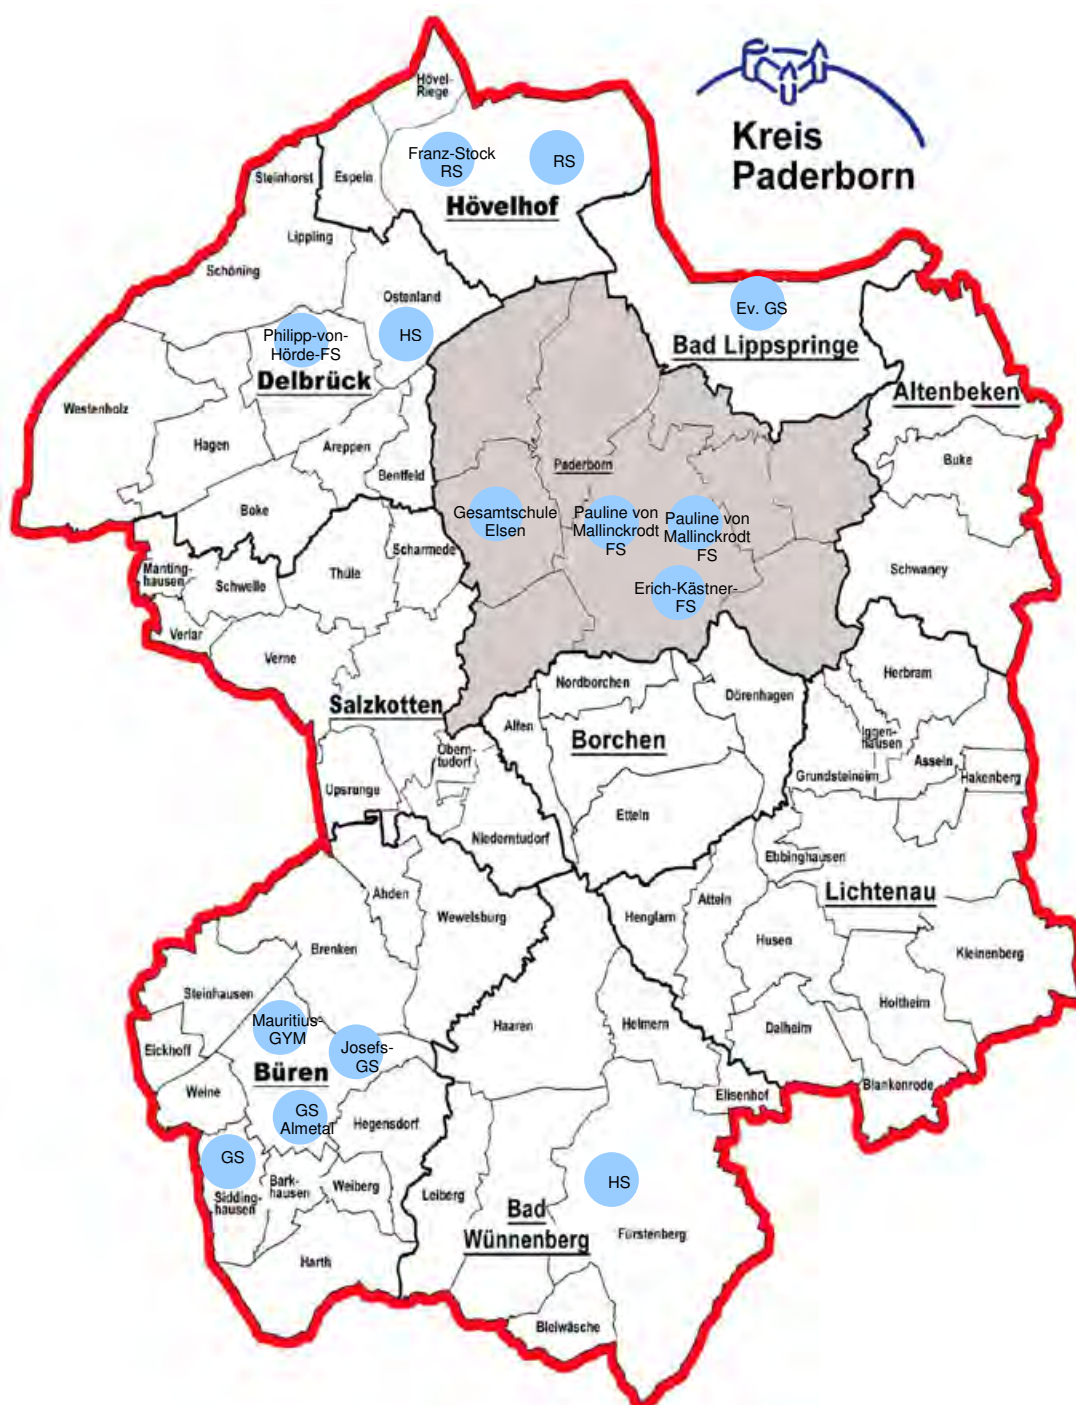 Kreis
Paderborn
Hövel-
Riege
Franz-Stock
RS
RS
Steinhorst
Espeln
Hövelhof
Lippling
Schöning
Ostenland
Ev. GS
HS
Philipp-von-
Hörde-FS
Bad Lippspringe
Delbrück
Altenbeken
Westenholz
Hagen
Areppen
Bentfeld
Paderborn
Buke
Boke
Gesamtschule
Elsen
Pauline von
Mallinckrodt
FS
Pauline von
Mallinckrodt
FS
Scharmede
Manting-
hausen
Schwelle
Thüle
Schwaney
Erich-Kästner-
FS
Verlar
Verne
Herbram
Nordborchen
Dörenhagen
Salzkotten
Alfen
Borchen
Iggen-
hausen
Obern-
tudorf
Asseln
Grundsteineim
Hakenberg
Upsrange
Etteln
Niederntudorf
Ebbinghausen
Ahden
Wewelsburg
Henglarn
Atteln
Lichtenau
Brenken
Husen
Kleinenberg
Steinhausen
Holtheim
Mauritius-
GYM
Haaren
Helmern
Dalheim
Eickhoff
Josefs-
GS
Büren
Weine
Blankenrode
Elisenhof
GS
Almetal
Hegensdorf
GS
HS
Bark-
hausen
Weiberg
Leiberg
Sidding-
hausen
Bad
Wünnenberg
Fürstenberg
Harth
Bleiwäsche